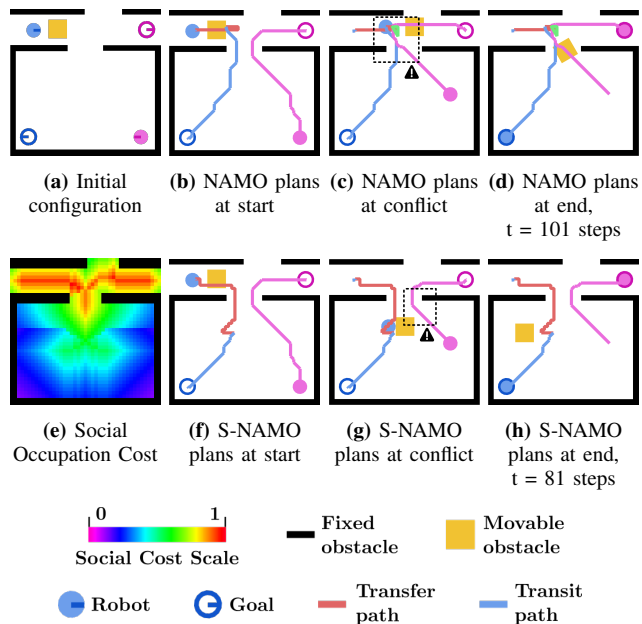 (a) Initial
configuration
(b) NAMO plans
at start
(c) NAMO plans
at conflict
(d) NAMO plans
at end,
t = 101 steps
(e) Social
Occupation Cost
(f) S-NAMO
plans at start
(g) S-NAMO
plans at conflict
(h) S-NAMO
plans at end,
t = 81 steps
0 1
Social Cost Scale
Fixed
obstacle
Movable
obstacle
Robot
Goal
Transfer
path
Transit
path